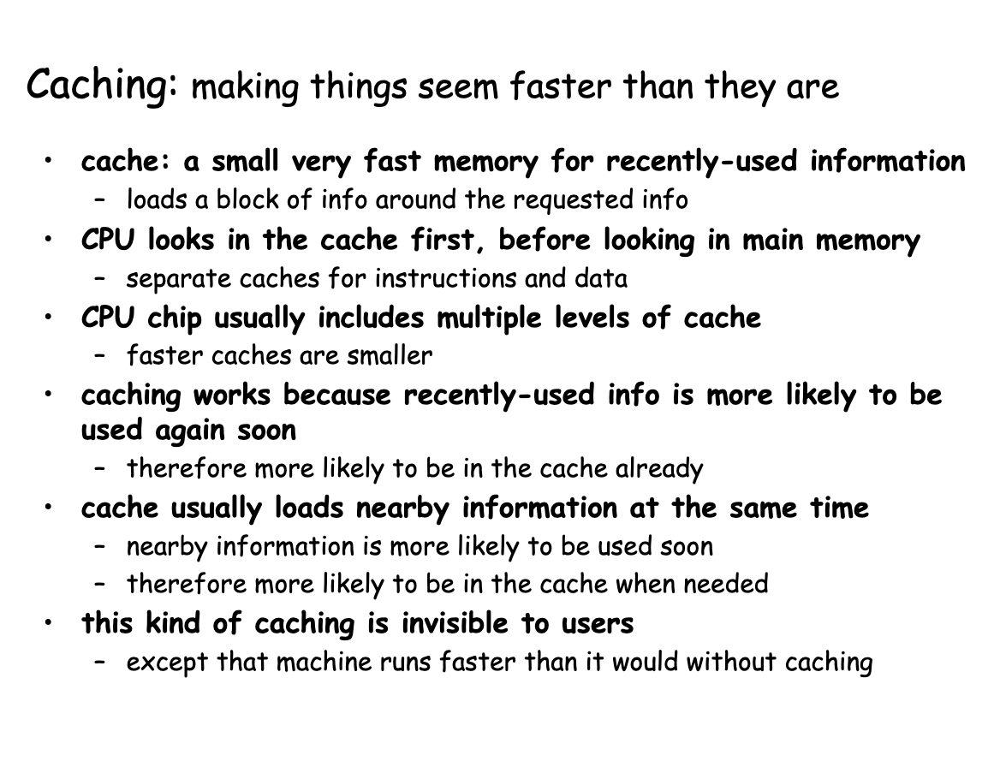 Caching: making things seem faster than they are
• cache: a small very fast memory for recently-used information
– loads a block of info around the requested info
• CPU looks in the cache first, before looking in main memory
– separate caches for instructions and data
• CPU chip usually includes multiple levels of cache
– faster caches are smaller
• caching works because recently-used info is more likely to be
used again soon
– therefore more likely to be in the cache already
• cache usually loads nearby information at the same time
– nearby information is more likely to be used soon
– therefore more likely to be in the cache when needed
• this kind of caching is invisible to users
– except that machine runs faster than it would without caching